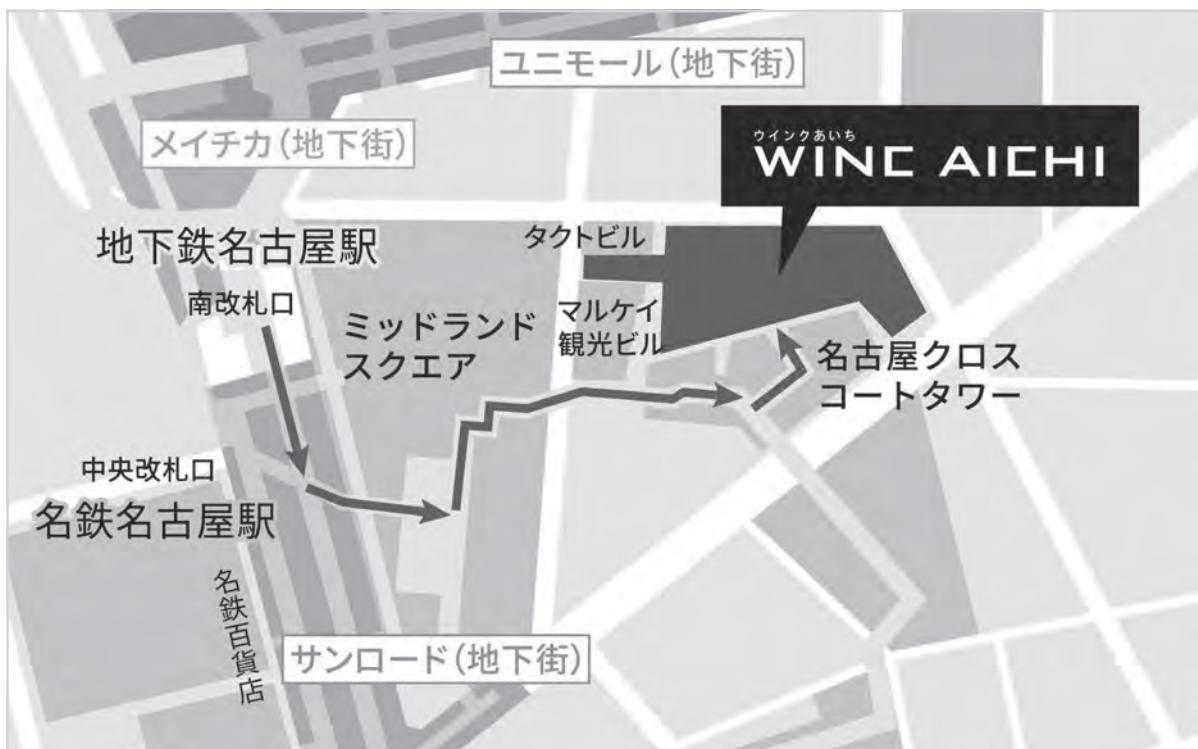 ユニモール(地下街)
メイチカ(地下街)
ウインクあいち
WINC AICHI
地下鉄名古屋駅
南改札口
タクトビル
ミッドランド
スクエア
マルケイ
観光ビル
名古屋クロス
コートタワー
中央改札口
名鉄名古屋駅
名鉄百貨店
サンロード(地下街)